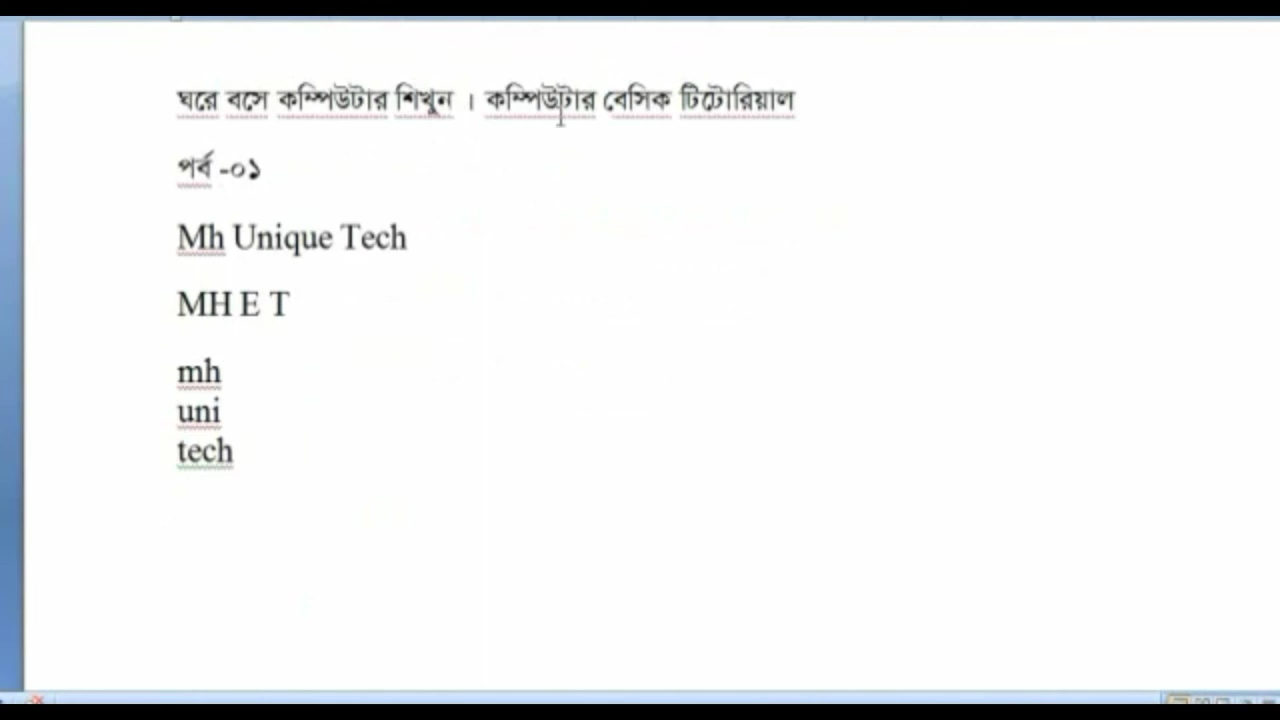 ঘরে বসে কম্পিউটার শিখুন । কম্পিউটার বেসিক টিটোরিয়াল
পর্ব -০১
Mh Unique Tech
MH E T
mh
uni
tech